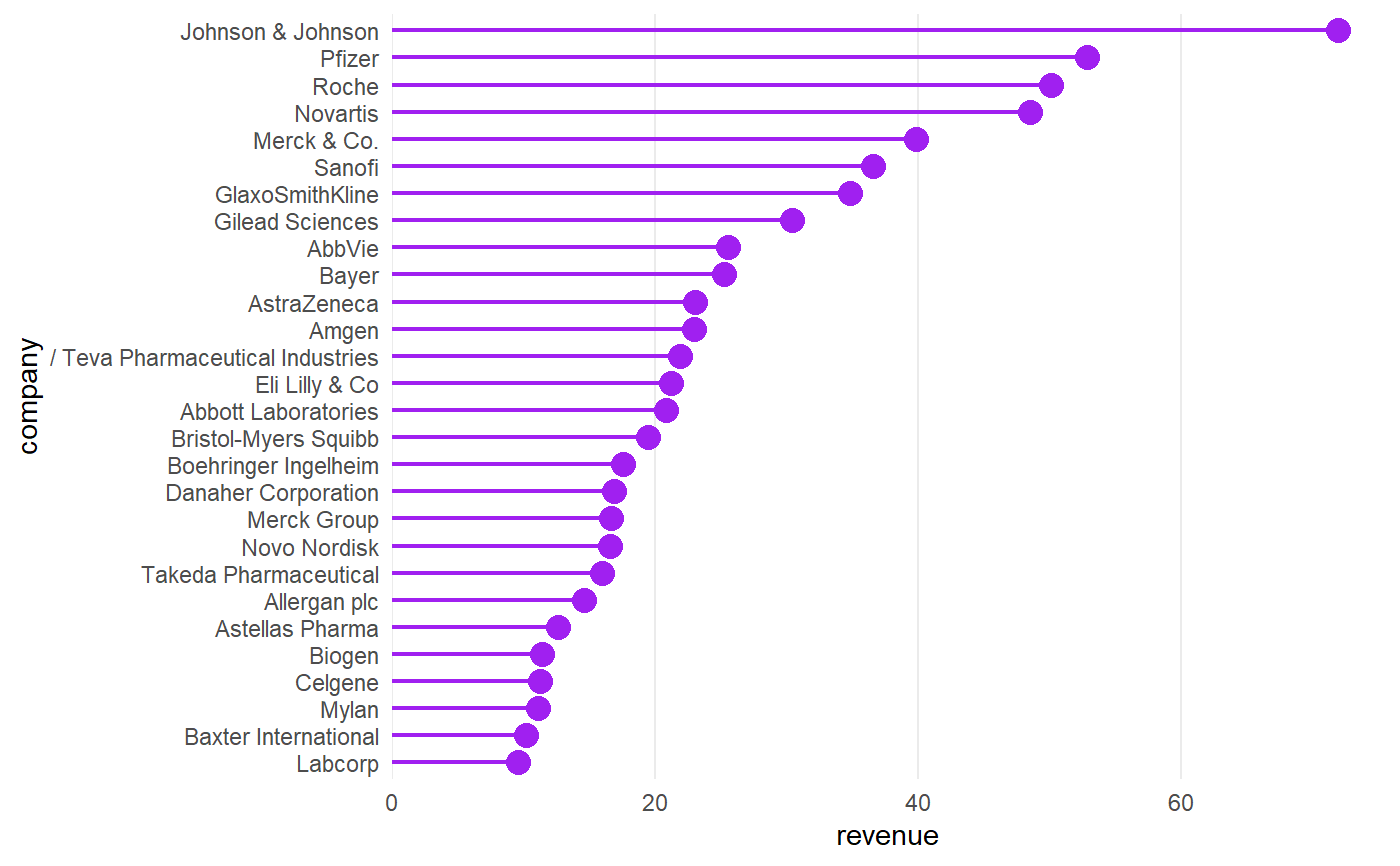 Johnson & Johnson
Pfizer
Roche
Novartis
Merck & Co.
Sanofi
GlaxoSmithKline
Gilead Sciences
AbbVie
Bayer
AstraZeneca
Amgen
/ Teva Pharmaceutical Industries
Eli Lilly & Co
Abbott Laboratories
Bristol-Myers Squibb
Boehringer Ingelheim
Danaher Corporation
Merck Group
Novo Nordisk
Takeda Pharmaceutical
Allergan plc
Astellas Pharma
Biogen
Celgene
Mylan
Baxter International
Labcorp
company
0 20 40 60
revenue